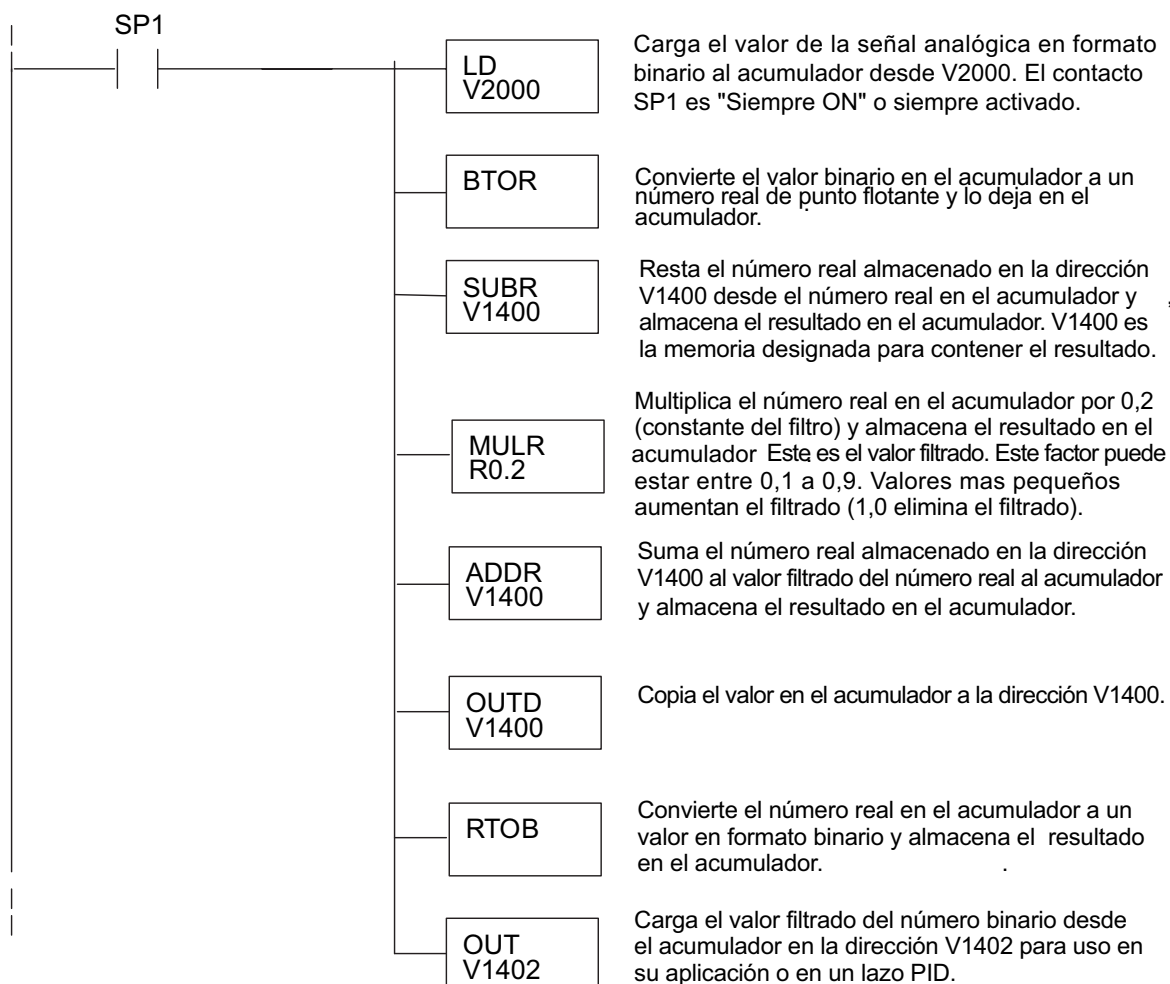 SP1
LD
V2000
Carga el valor de la señal analógica en formato
binario al acumulador desde V2000. El contacto
SP1 es "Siempre ON" o siempre activado.
BTOR
Convierte el valor binario en el acumulador a un
número real de punto flotante y lo deja en el
acumulador.
SUBR
V1400
Resta el número real almacenado en la dirección
V1400 desde el número real en el acumulador y ,
almacena el resultado en el acumulador. V1400 es
la memoria designada para contener el resultado.
MULR
R0.2
Multiplica el número real en el acumulador por 0,2
(constante del filtro) y almacena el resultado en el
acumulador Este. es el valor filtrado. Este factor puede
estar entre 0,1 a 0,9. Valores mas pequeños
aumentan el filtrado (1,0 elimina el filtrado).
ADDR
V1400
Suma el número real almacenado en la dirección
V1400 al valor filtrado del número real al acumulador
y almacena el resultado en el acumulador.
OUTD
V1400
Copia el valor en el acumulador a la dirección V1400.
RTOB
Convierte el número real en el acumulador a un
valor en formato binario y almacena el resultado
en el acumulador. .
OUT
V1402
Carga el valor filtrado del número binario desde
el acumulador en la dirección V1402 para uso en
su aplicación o en un lazo PID.